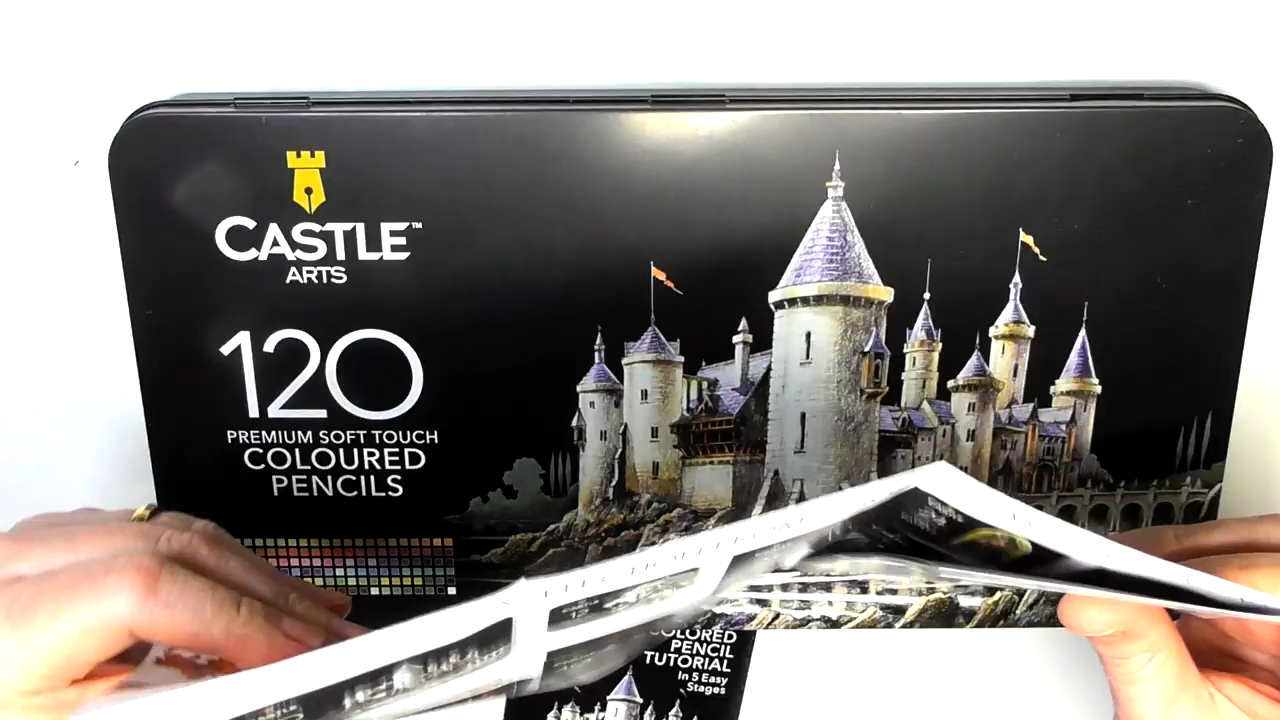 CASTLE™
ARTS
120
PREMIUM SOFT TOUCH
COLOURED
PENCILS
COLORED
PENCIL
TUTORIAL
In 5 Easy
Stages